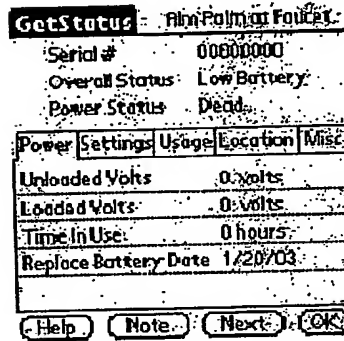 GetStatus
Serial # 00000000
Overall Status Low Battery
Power Status Dead
Power Settings Usage Location Misc
Unloaded Volts 0 volts
Loaded Volts 0 volts
Time In Use 0 hours
Replace Battery Date 1/20/03
Help Note Next OK